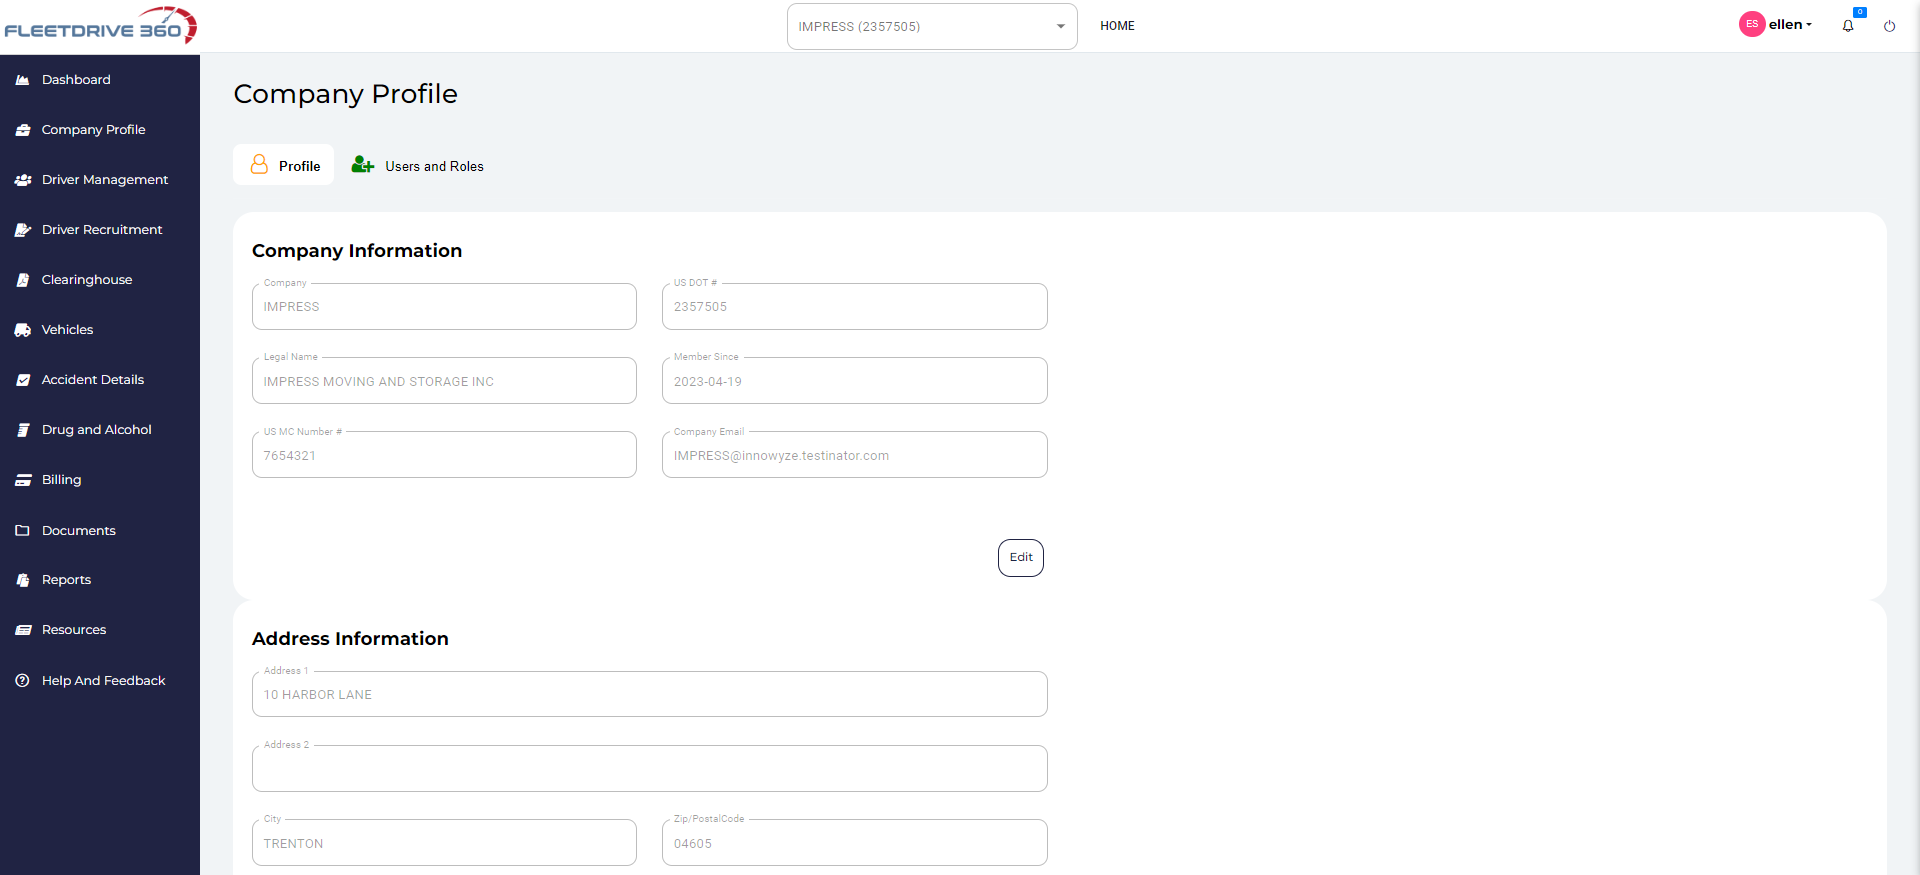 FLEETDRIVE 360
IMPRESS (2357505)
HOME
ES
ellen
0
Dashboard
Company Profile
Driver Management
Driver Recruitment
Clearinghouse
Vehicles
Accident Details
Drug and Alcohol
Billing
Documents
Reports
Resources
Help And Feedback
Company Profile
Profile
Users and Roles
Company Information
Company
IMPRESS
US DOT #
2357505
Legal Name
IMPRESS MOVING AND STORAGE INC
Member Since
2023-04-19
US MC Number #
7654321
Company Email
IMPRESS@innowyze.testinator.com
Edit
Address Information
Address 1
10 HARBOR LANE
Address 2
City
TRENTON
Zip/PostalCode
04605